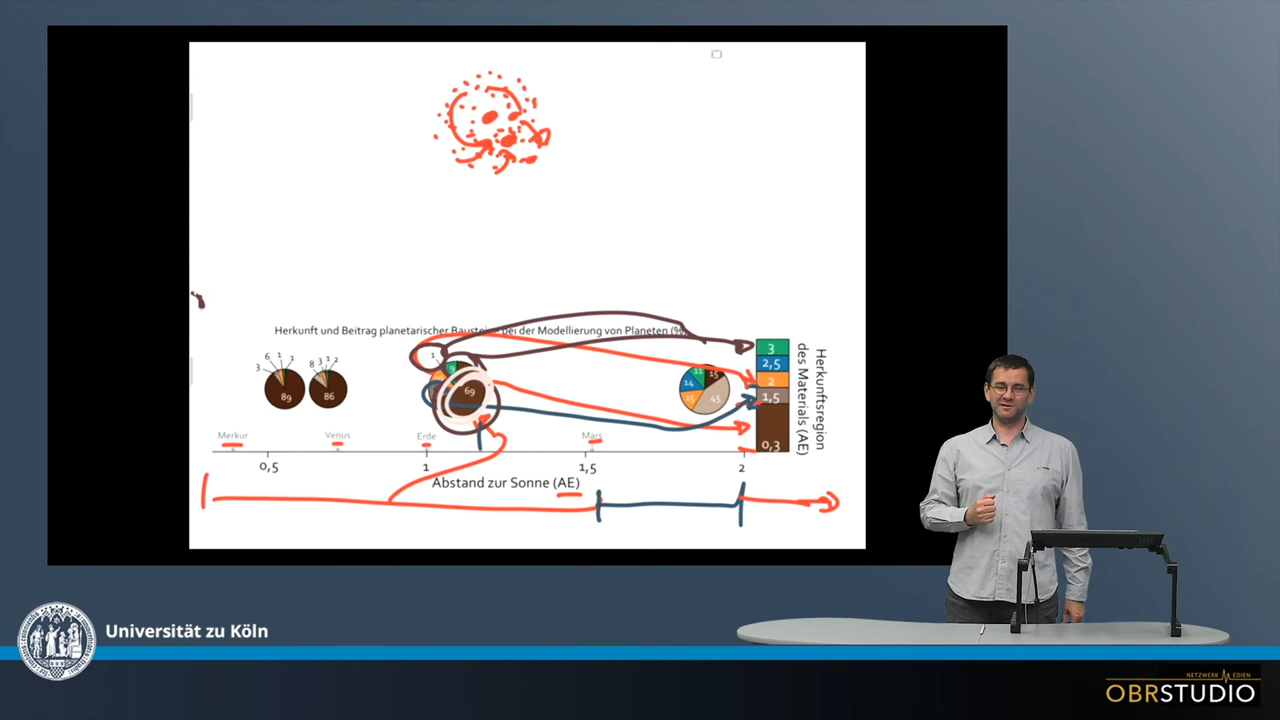 Herkunft und Beitrag planetarischer Bausteine bei der Modellierung von Planeten (%)
3 6 1 1
89
8 3 1 2
86
1
9
69
11
15
14
15
45
3
2,5
2
1,5
0,3
Herkunftsregion
des Materials (AE)
Merkur
Venus
Erde
Mars
0,5
1
1,5
2
Abstand zur Sonne (AE)
Universität zu Köln
NETZWERK MEDIEN
OBRSTUDIO